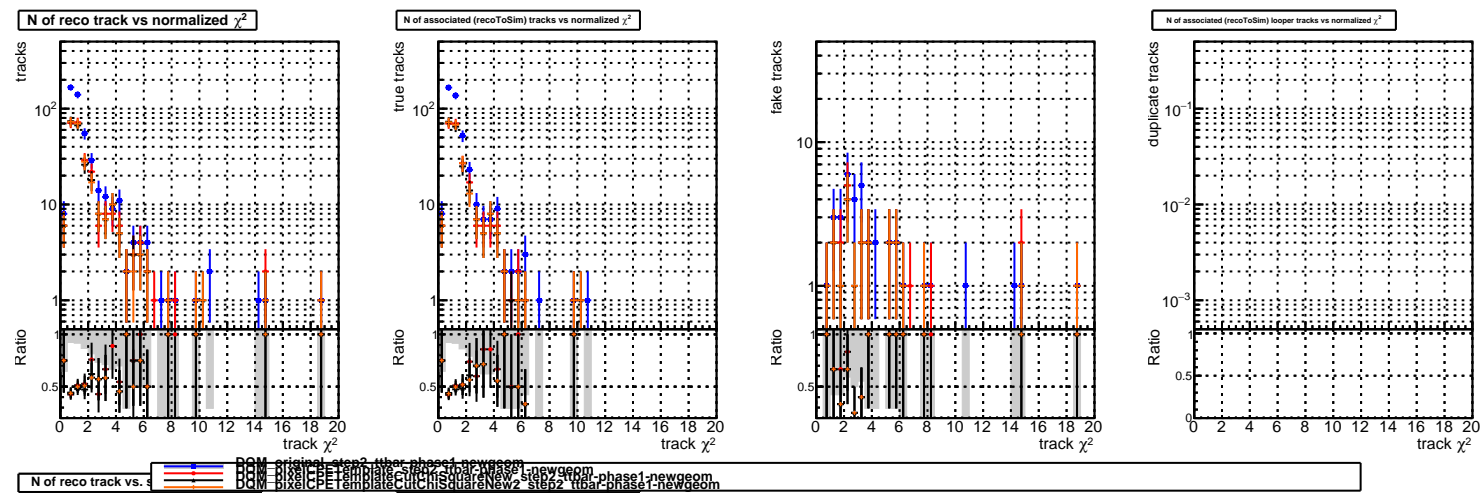 N of reco track vs normalized χ²
N of associated (recoToSim) tracks vs normalized χ²
N of associated (recoToSim) looper tracks vs normalized χ²
tracks
10²
10
1
Ratio
1
0.5
0 2 4 6 8 10 12 14 16 18 20
track χ²
true tracks
10²
10
1
Ratio
1
0.5
0 2 4 6 8 10 12 14 16 18 20
track χ²
fake tracks
10
1
Ratio
1
0.5
0 2 4 6 8 10 12 14 16 18 20
track χ²
duplicate tracks
10⁻¹
10⁻²
10⁻³
Ratio
1
0.5
0
0 2 4 6 8 10 12 14 16 18 20
track χ²
N of reco track vs.
DQM_original_step2_ttbar-phase1-newgeom
DQM_pixelCPETemplate_step2_ttbar-phase1-newgeom
DQM_pixelCPETemplateCutChiSquareNew_step2_ttbar-phase1-newgeom
DQM_pixelCPETemplateCutChiSquareNew2_step2_ttbar-phase1-newgeom